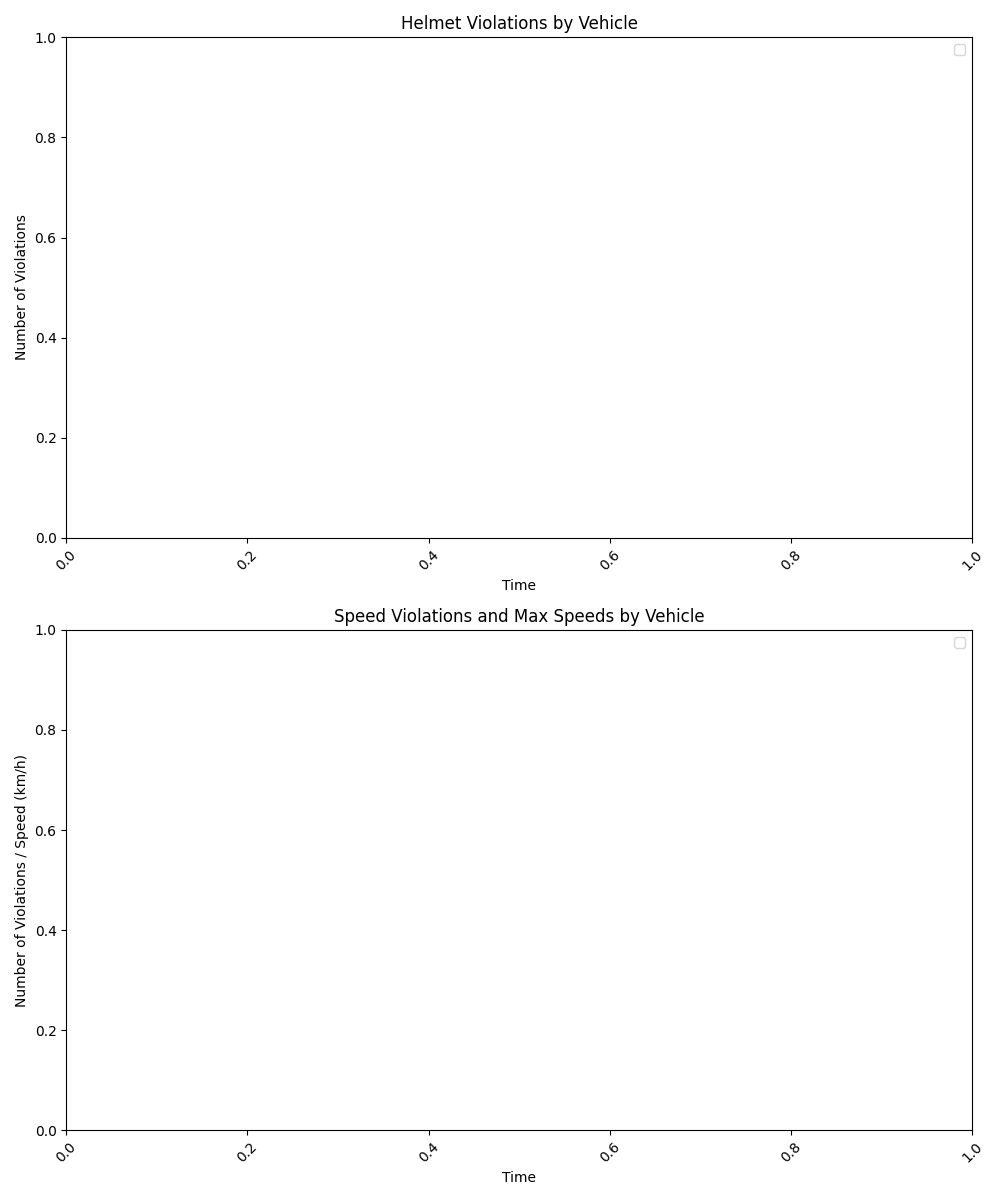 Helmet Violations by Vehicle
1.0
0.8
0.6
0.4
0.2
0.0
Number of Violations
0.0 0.2 0.4 0.6 0.8 1.0
Time
Speed Violations and Max Speeds by Vehicle
1.0
0.8
0.6
0.4
0.2
0.0
Number of Violations / Speed (km/h)
0.0 0.2 0.4 0.6 0.8 1.0
Time